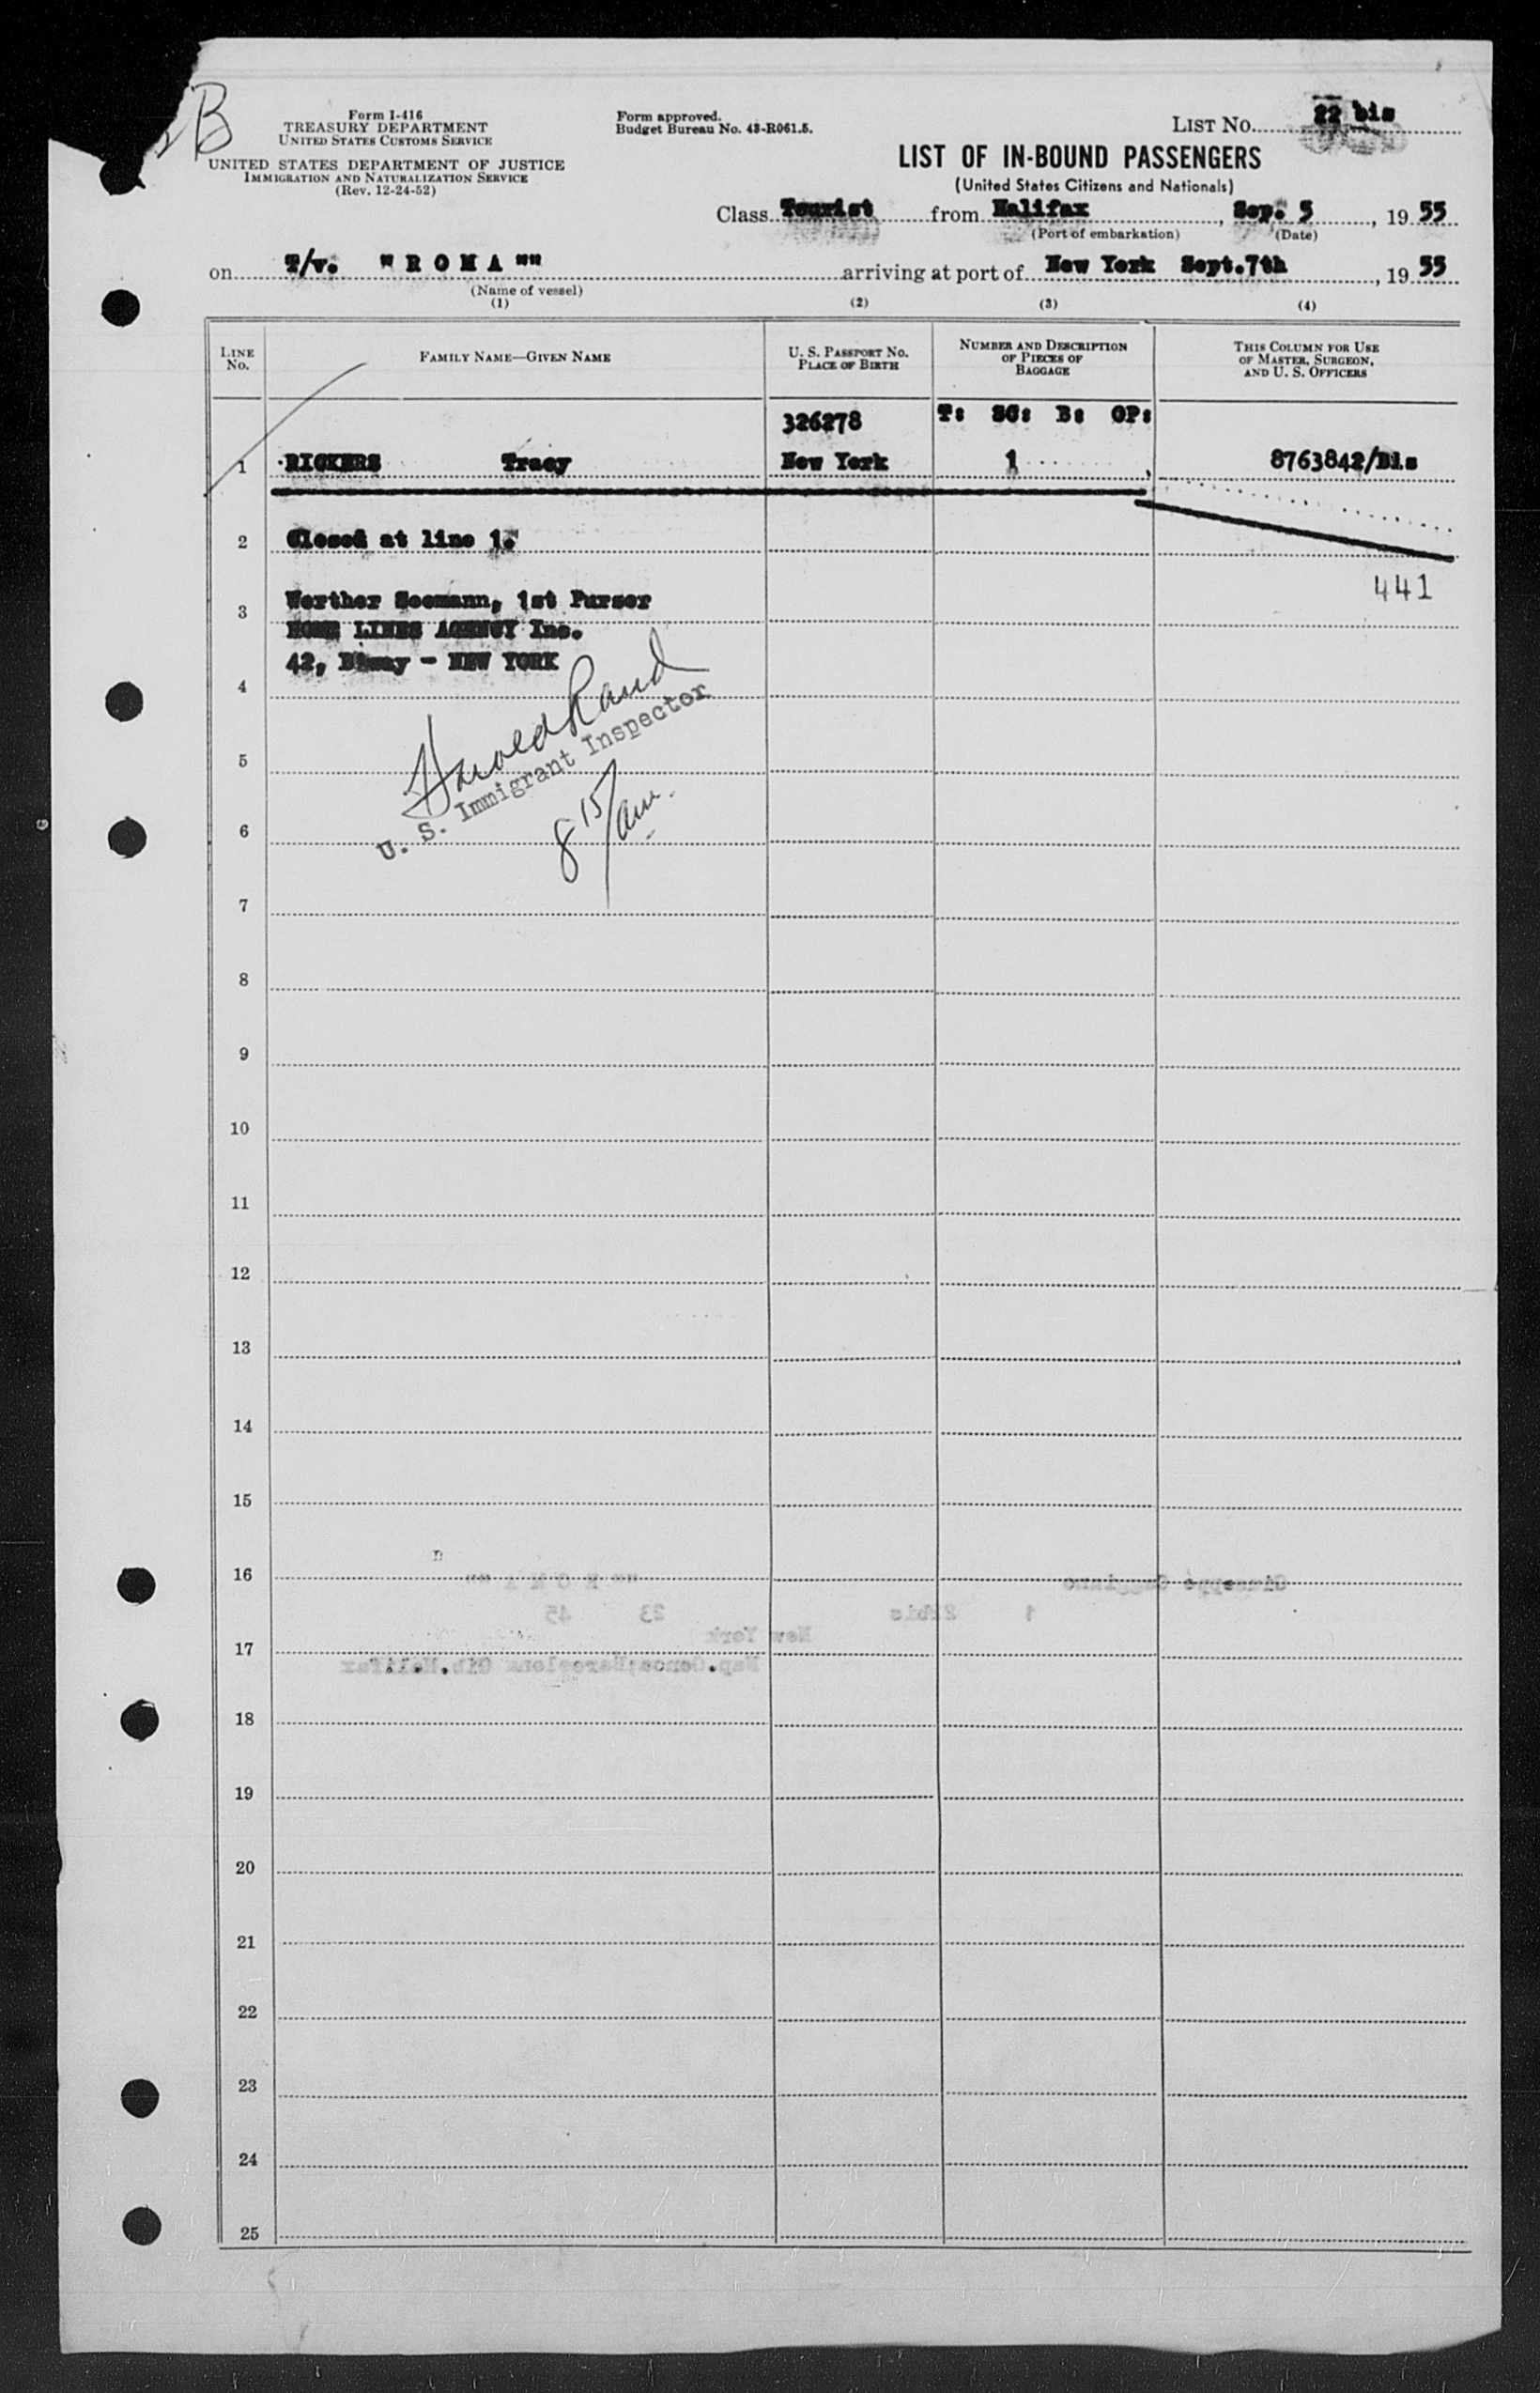 B
Form I-416
TREASURY DEPARTMENT
UNITED STATES CUSTOMS SERVICE
UNITED STATES DEPARTMENT OF JUSTICE
IMMIGRATION AND NATURALIZATION SERVICE
(Rev. 12-24-52)
Form approved.
Budget Bureau No. 43-R061.5.
LIST NO. 22 bis
LIST OF IN-BOUND PASSENGERS
(United States Citizens and Nationals)
Class Tourist from Halifax, Sep. 5, 1955
(Port of embarkation) (Date)
on T/v. "ROMA"" arriving at port of New York Sept.7th, 1955
(Name of vessel)
(1) (2) (3) (4)
LINE NO. FAMILY NAME—GIVEN NAME U. S. PASSPORT NO. PLACE OF BIRTH NUMBER AND DESCRIPTION OF PIECES OF BAGGAGE THIS COLUMN FOR USE OF MASTER, SURGEON, AND U. S. OFFICERS
326278 T: SC: B: OP:
1 RICKERS Tracy New York 1 8763842/Bis
2 Closed at line 1.
441
Werther Seemann, 1st Purser
3
HOME LINES AGENCY Inc.
42, B'way - NEW YORK
4
Harold Rand
U. S. Immigrant Inspector
5
8 15/am.
6
7
8
9
10
11
12
13
14
15
16
17
18
19
20
21
22
23
24
25